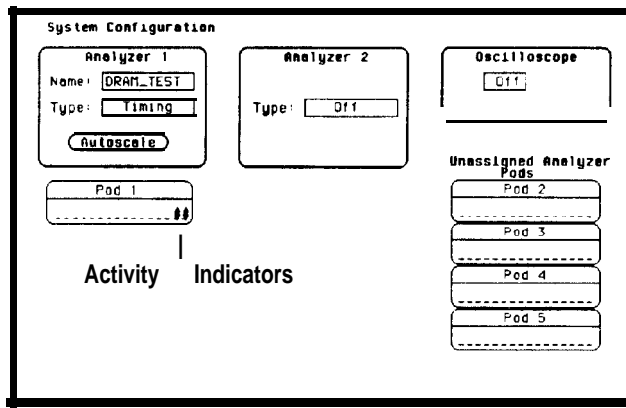 System Configuration
Analyzer 1
Name: DRAM_TEST
Type: Timing
Autoscale
Analyzer 2
Type: Off
Oscilloscope
Off
Unassigned Analyzer
Pods
Pod 1
Pod 2
Pod 3
Pod 4
Pod 5
Activity Indicators